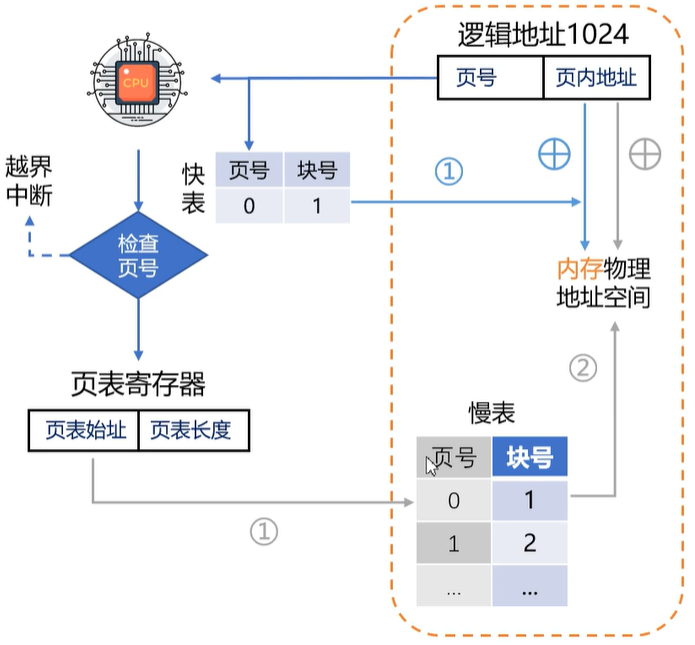 逻辑地址1024
页号 页内地址
CPU
越界
中断
快
表
页号 块号
0 1
①
检查
页号
内存物理
地址空间
②
页表寄存器
页表始址 页表长度
慢表
页号 块号
0 1
1 2
... ...
①